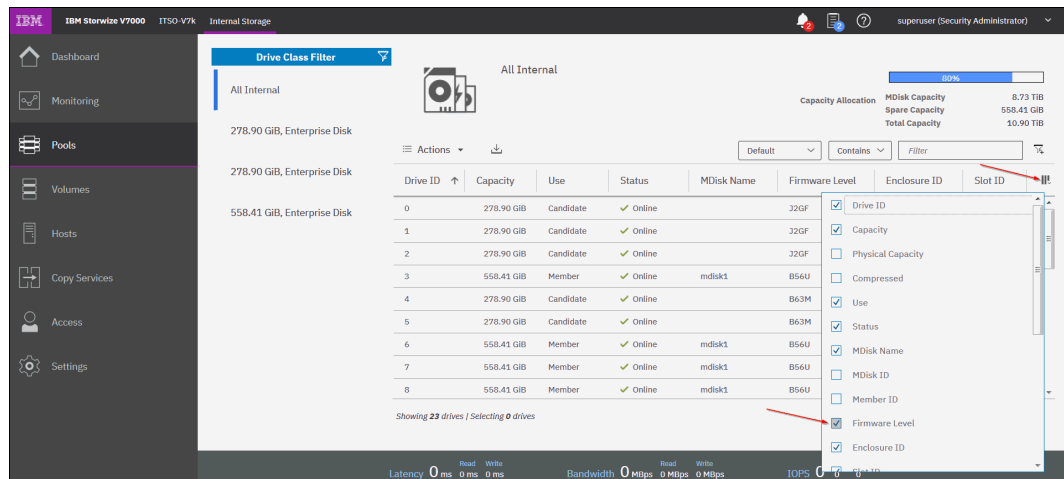 IBM IBM Storwize V7000 ITSO-V7k Internal Storage 2 2 superuser (Security Administrator)
Dashboard
Monitoring
Pools
Volumes
Hosts
Copy Services
Access
Settings
Drive Class Filter
All Internal
278.90 GiB, Enterprise Disk
278.90 GiB, Enterprise Disk
558.41 GiB, Enterprise Disk
All Internal
80%
Capacity Allocation
MDisk Capacity 8.73 TiB
Spare Capacity 558.41 GiB
Total Capacity 10.90 TiB
Actions Default Contains Filter
Drive ID Capacity Use Status MDisk Name Firmware Level Enclosure ID Slot ID
0 278.90 GiB Candidate Online J2GF
1 278.90 GiB Candidate Online J2GF
2 278.90 GiB Candidate Online J2GF
3 558.41 GiB Member Online mdisk1 B56U
4 278.90 GiB Candidate Online B63M
5 278.90 GiB Candidate Online B63M
6 558.41 GiB Member Online mdisk1 B56U
7 558.41 GiB Member Online mdisk1 B56U
8 558.41 GiB Member Online mdisk1 B56U
Showing 23 drives | Selecting 0 drives
Drive ID
Capacity
Physical Capacity
Compressed
Use
Status
MDisk Name
MDisk ID
Member ID
Firmware Level
Enclosure ID
Slot ID
Read Write Read Write
Latency 0 ms 0 ms 0 ms Bandwidth 0 MBps 0 MBps 0 MBps IOPS 0 0 0